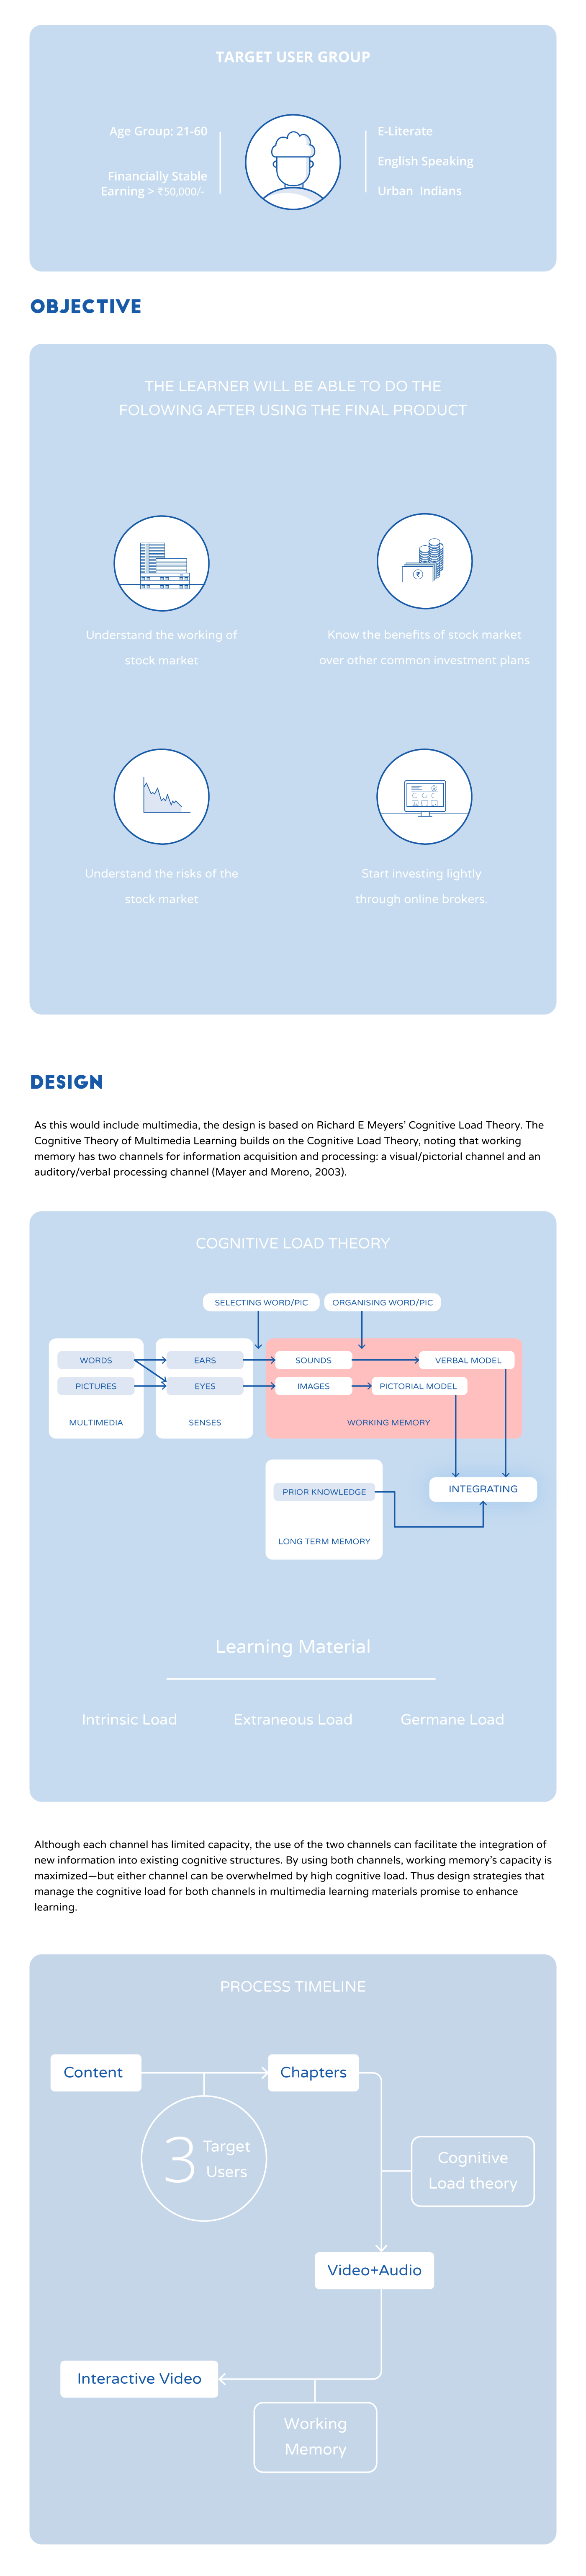 TARGET USER GROUP
Age Group: 21-60
Financially Stable
Earning > ₹50,000/-
E-Literate
English Speaking
Urban Indians
OBJECTIVE
THE LEARNER WILL BE ABLE TO DO THE
FOLOWING AFTER USING THE FINAL PRODUCT
Understand the working of
stock market
Know the benefits of stock market
over other common investment plans
Understand the risks of the
stock market
Start investing lightly
through online brokers.
DESIGN
As this would include multimedia, the design is based on Richard E Meyers' Cognitive Load Theory. The
Cognitive Theory of Multimedia Learning builds on the Cognitive Load Theory, noting that working
memory has two channels for information acquisition and processing: a visual/pictorial channel and an
auditory/verbal processing channel (Mayer and Moreno, 2003).
COGNITIVE LOAD THEORY
SELECTING WORD/PIC
ORGANISING WORD/PIC
WORDS
EARS
SOUNDS
VERBAL MODEL
PICTURES
EYES
IMAGES
PICTORIAL MODEL
MULTIMEDIA
SENSES
WORKING MEMORY
PRIOR KNOWLEDGE
INTEGRATING
LONG TERM MEMORY
Learning Material
Intrinsic Load
Extraneous Load
Germane Load
Although each channel has limited capacity, the use of the two channels can facilitate the integration of
new information into existing cognitive structures. By using both channels, working memory's capacity is
maximized—but either channel can be overwhelmed by high cognitive load. Thus design strategies that
manage the cognitive load for both channels in multimedia learning materials promise to enhance
learning.
PROCESS TIMELINE
Content
Chapters
3 Target
Users
Cognitive
Load theory
Video+Audio
Interactive Video
Working
Memory